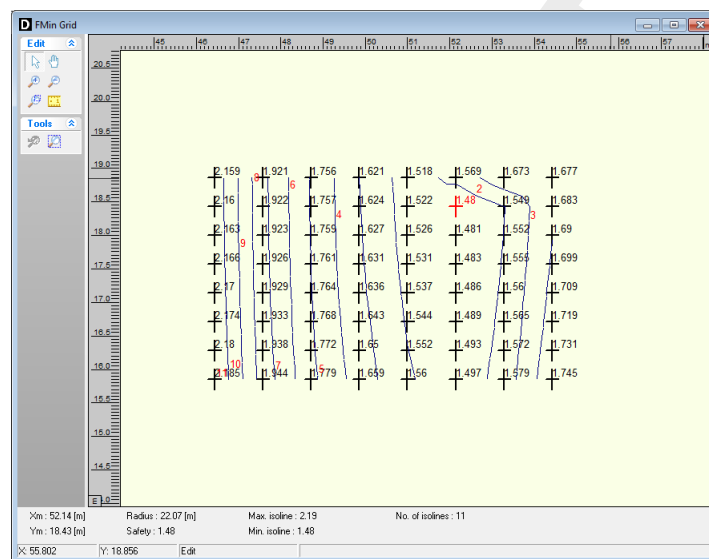 FMin Grid
Edit
Tools
45 46 47 48 49 50 51 52 53 54 55 56 57
20.5
20.0
19.5
19.0
18.5
18.0
17.5
17.0
16.5
16.0
15.5
15.0
14.5
2.159 1.921 1.756 1.621 1.518 1.569 1.673 1.677
8 6 2
2.16 1.922 1.757 1.624 1.522 1.48 1.549 1.683
4 3
2.163 1.923 1.759 1.627 1.526 1.481 1.552 1.69
9
2.166 1.926 1.761 1.631 1.531 1.483 1.555 1.699
2.17 1.929 1.764 1.636 1.537 1.486 1.56 1.709
2.174 1.933 1.768 1.643 1.544 1.489 1.565 1.719
2.18 1.938 1.772 1.65 1.552 1.493 1.572 1.731
10 7 5
2.185 1.944 1.779 1.659 1.56 1.497 1.579 1.745
E
Xm : 52.14 [m] Radius : 22.07 [m] Max. isoline : 2.19 No. of isolines : 11
Ym : 18.43 [m] Safety : 1.48 Min. isoline : 1.48
X: 55.802 Y: 18.856 Edit